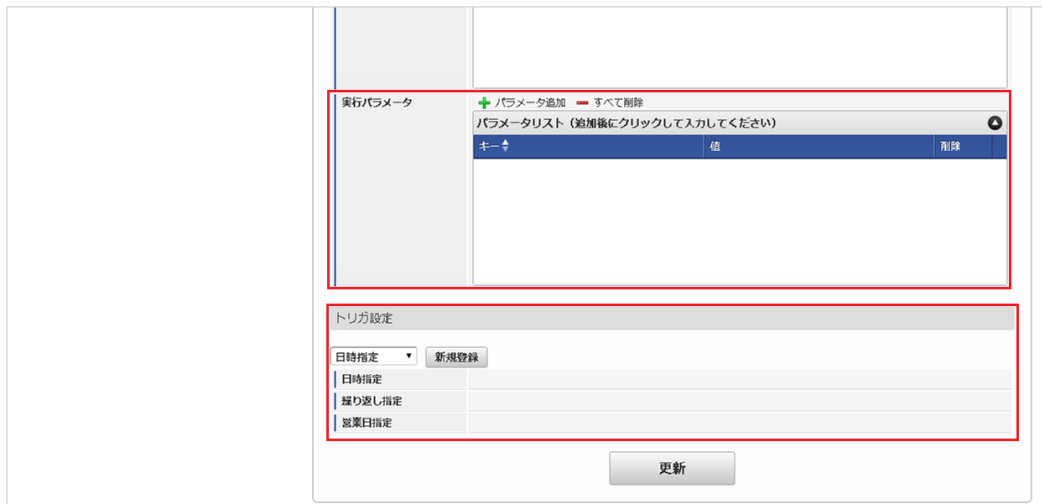 実行パラメータ
パラメータ追加 すべて削除
パラメータリスト（追加後にクリックして入力してください）
キー 値 削除
トリガ設定
日時指定 新規登録
日時指定
繰り返し指定
営業日指定
更新